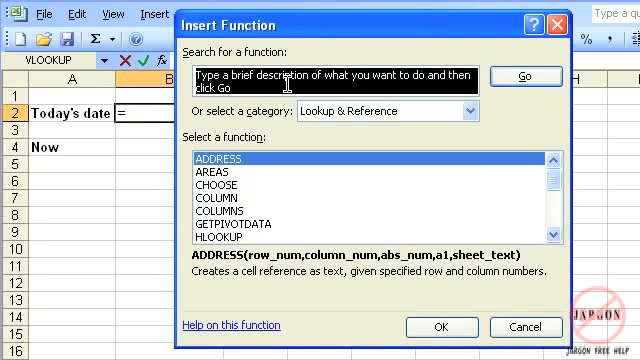 File Edit View Insert
Σ %
VLOOKUP
A B
1
2 Today's date =
3
4 Now
5
6
7
8
9
10
11
12
13
14
15
16
Insert Function
?
Search for a function:
Type a brief description of what you want to do and then
click Go
Go
Or select a category: Lookup & Reference
Select a function:
ADDRESS
AREAS
CHOOSE
COLUMN
COLUMNS
GETPIVOTDATA
HLOOKUP
ADDRESS(row_num,column_num,abs_num,a1,sheet_text)
Creates a cell reference as text, given specified row and column numbers.
Help on this function
OK
Cancel
JARGON
JARGON FREE HELP